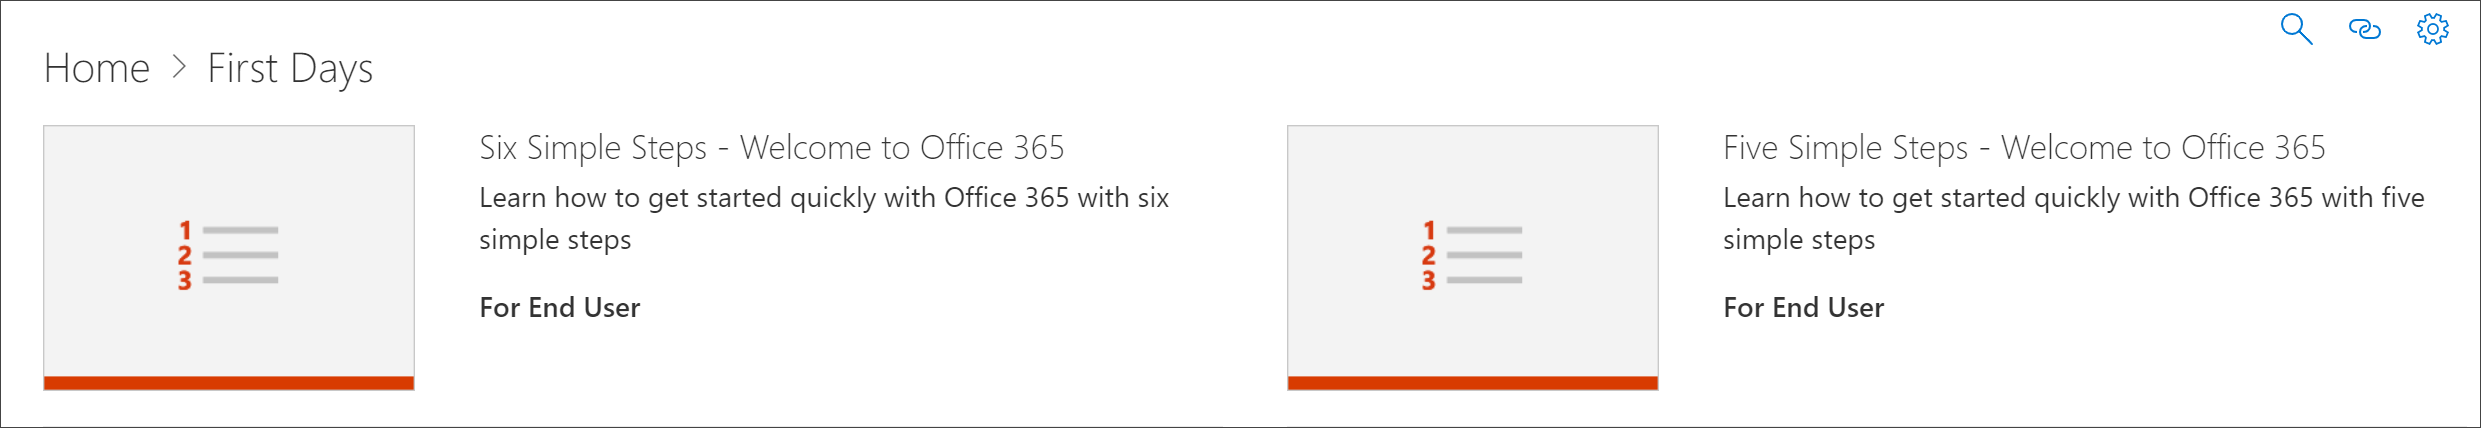 Home > First Days
1
2
3
Six Simple Steps - Welcome to Office 365
Learn how to get started quickly with Office 365 with six
simple steps
For End User
1
2
3
Five Simple Steps - Welcome to Office 365
Learn how to get started quickly with Office 365 with five
simple steps
For End User